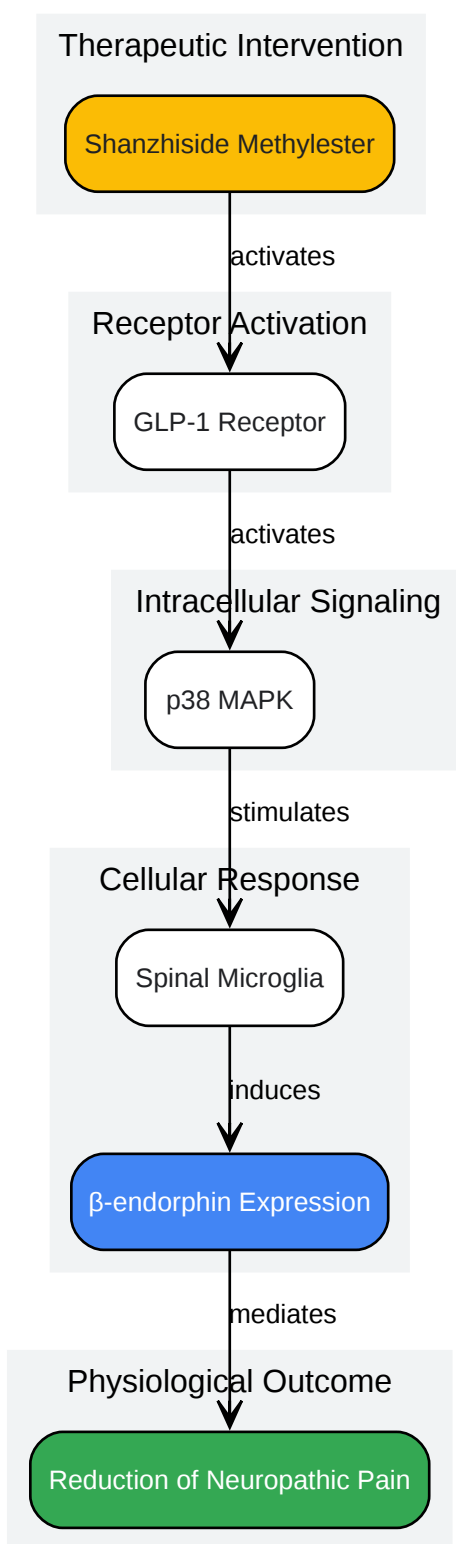 Therapeutic Intervention
Shanzhiside Methylester
activates
Receptor Activation
GLP-1 Receptor
activates
Intracellular Signaling
p38 MAPK
stimulates
Cellular Response
Spinal Microglia
induces
β-endorphin Expression
mediates
Physiological Outcome
Reduction of Neuropathic Pain